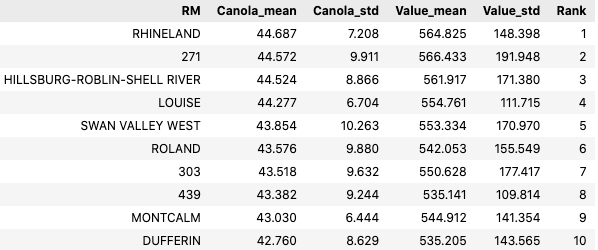 RM Canola_mean Canola_std Value_mean Value_std Rank
RHINELAND 44.687 7.208 564.825 148.398 1
271 44.572 9.911 566.433 191.948 2
HILLSBURG-ROBLIN-SHELL RIVER 44.524 8.866 561.917 171.380 3
LOUISE 44.277 6.704 554.761 111.715 4
SWAN VALLEY WEST 43.854 10.263 553.334 170.970 5
ROLAND 43.576 9.880 542.053 155.549 6
303 43.518 9.632 550.628 177.417 7
439 43.382 9.244 535.141 109.814 8
MONTCALM 43.030 6.444 544.912 141.354 9
DUFFERIN 42.760 8.629 535.205 143.565 10